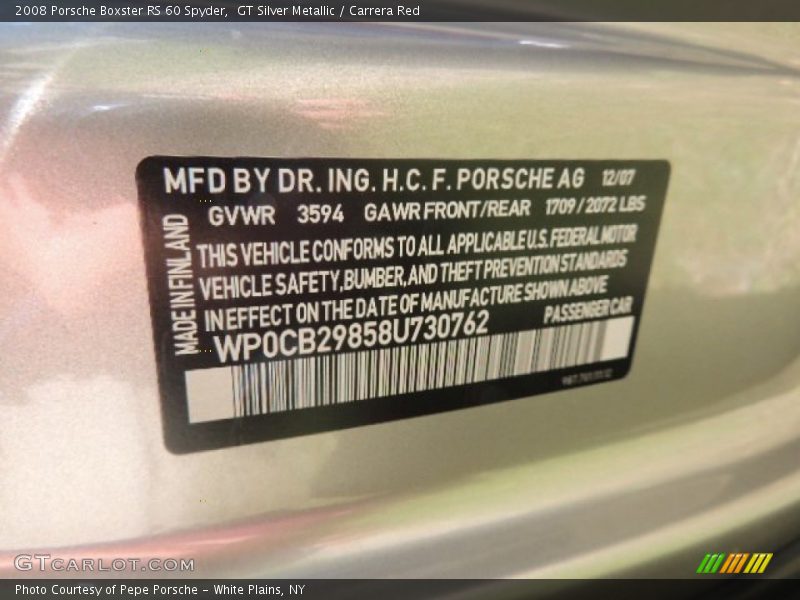 2008 Porsche Boxster RS 60 Spyder,  GT Silver Metallic / Carrera Red
MFD BY DR. ING. H.C. F. PORSCHE AG 12/07
GVWR 3594 GAWR FRONT/REAR 1709 / 2072 LBS
THIS VEHICLE CONFORMS TO ALL APPLICABLE U.S. FEDERAL MOTOR
VEHICLE SAFETY, BUMBER, AND THEFT PREVENTION STANDARDS
IN EFFECT ON THE DATE OF MANUFACTURE SHOWN ABOVE
WP0CB29858U730762 PASSENGER CAR
MADE IN FINLAND
GTCARLOT.COM
Photo Courtesy of Pepe Porsche – White Plains, NY